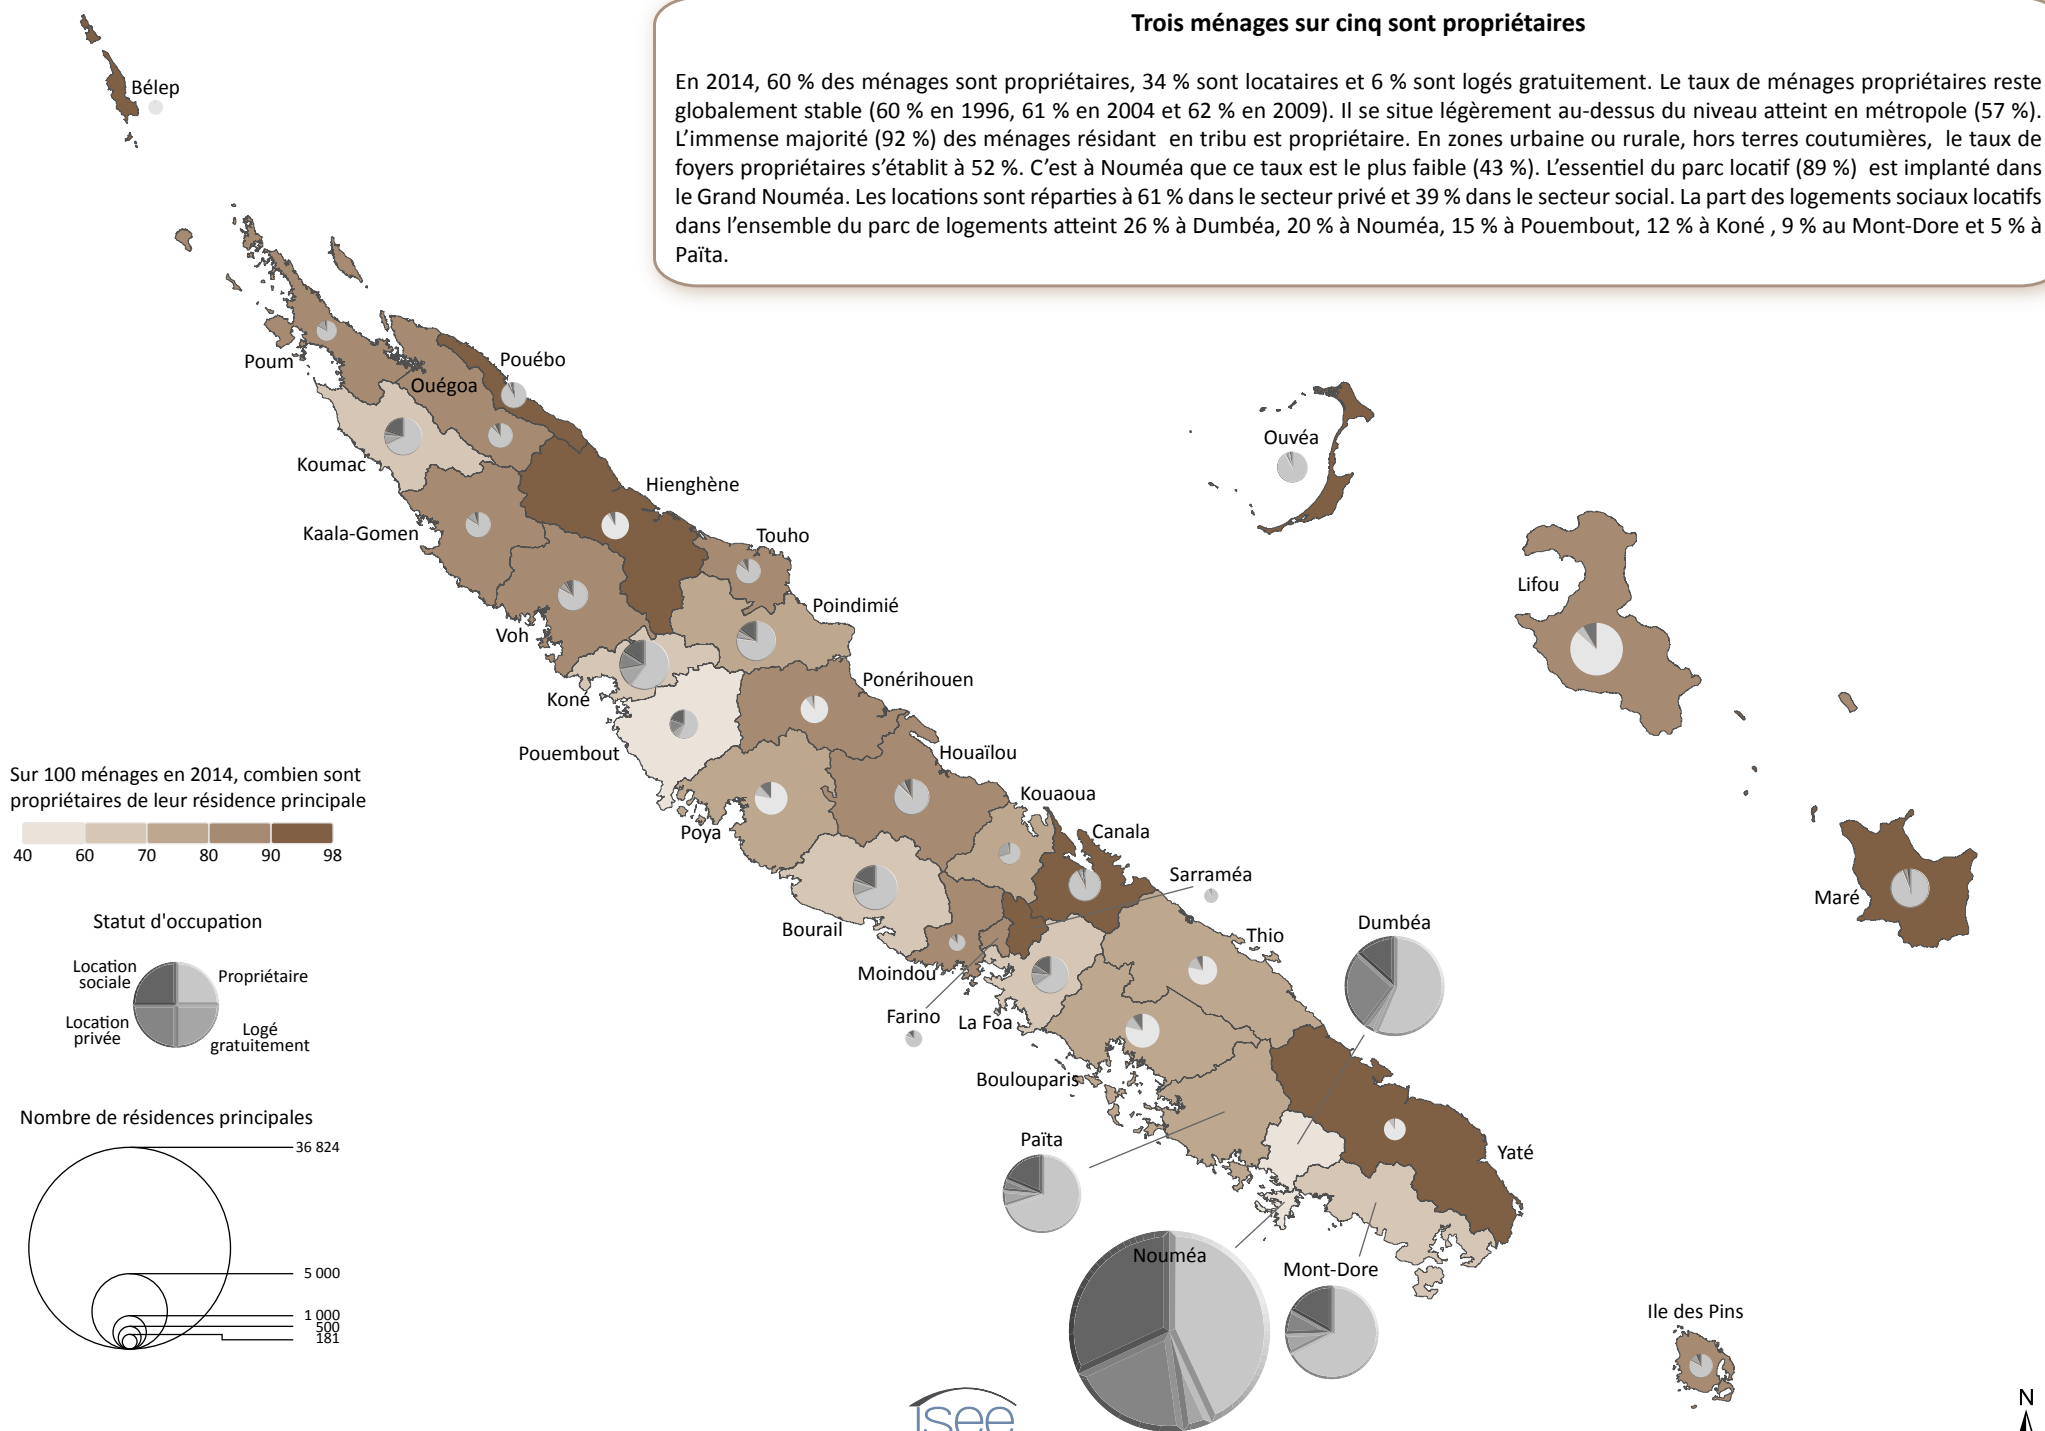 Trois ménages sur cinq sont propriétaires
En 2014, 60 % des ménages sont propriétaires, 34 % sont locataires et 6 % sont logés gratuitement. Le taux de ménages propriétaires reste
globalement stable (60 % en 1996, 61 % en 2004 et 62 % en 2009). Il se situe légèrement au-dessus du niveau atteint en métropole (57 %).
L'immense majorité (92 %) des ménages résidant en tribu est propriétaire. En zones urbaine ou rurale, hors terres coutumières, le taux de
foyers propriétaires s'établit à 52 %. C'est à Nouméa que ce taux est le plus faible (43 %). L'essentiel du parc locatif (89 %) est implanté dans
le Grand Nouméa. Les locations sont réparties à 61 % dans le secteur privé et 39 % dans le secteur social. La part des logements sociaux locatifs
dans l'ensemble du parc de logements atteint 26 % à Dumbéa, 20 % à Nouméa, 15 % à Pouembout, 12 % à Koné , 9 % au Mont-Dore et 5 % à
Païta.
Bélep
Poum
Pouébo
Ouégoa
Koumac
Ouvéa
Hienghène
Kaala-Gomen
Touho
Lifou
Poindimié
Voh
Ponérihouen
Koné
Pouembout
Houaïlou
Kouaoua
Poya
Canala
Sarraméa
Maré
Bourail
Dumbéa
Thio
Moindou
Farino
La Foa
Boulouparis
Païta
Yaté
Nouméa
Mont-Dore
Ile des Pins
Sur 100 ménages en 2014, combien sont
propriétaires de leur résidence principale
40 60 70 80 90 98
Statut d'occupation
Location
sociale
Propriétaire
Location
privée
Logé
gratuitement
Nombre de résidences principales
36 824
5 000
1 000
500
181
isee
N